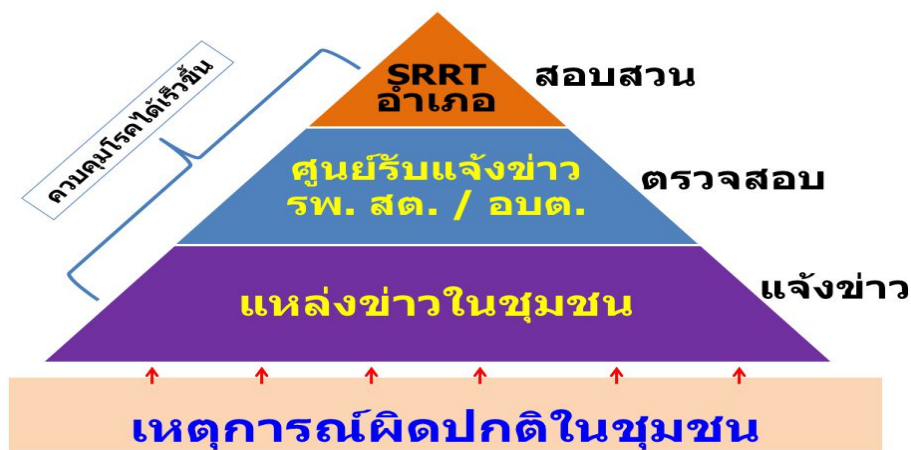 SRRT
อำเภอ
สอบสวน
ควบคุมโรคได้เร็วขึ้น
ศูนย์รับแจ้งข่าว
รพ. สต. / อบต.
ตรวจสอบ
แหล่งข่าวในชุมชน
แจ้งข่าว
เหตุการณ์ผิดปกติในชุมชน